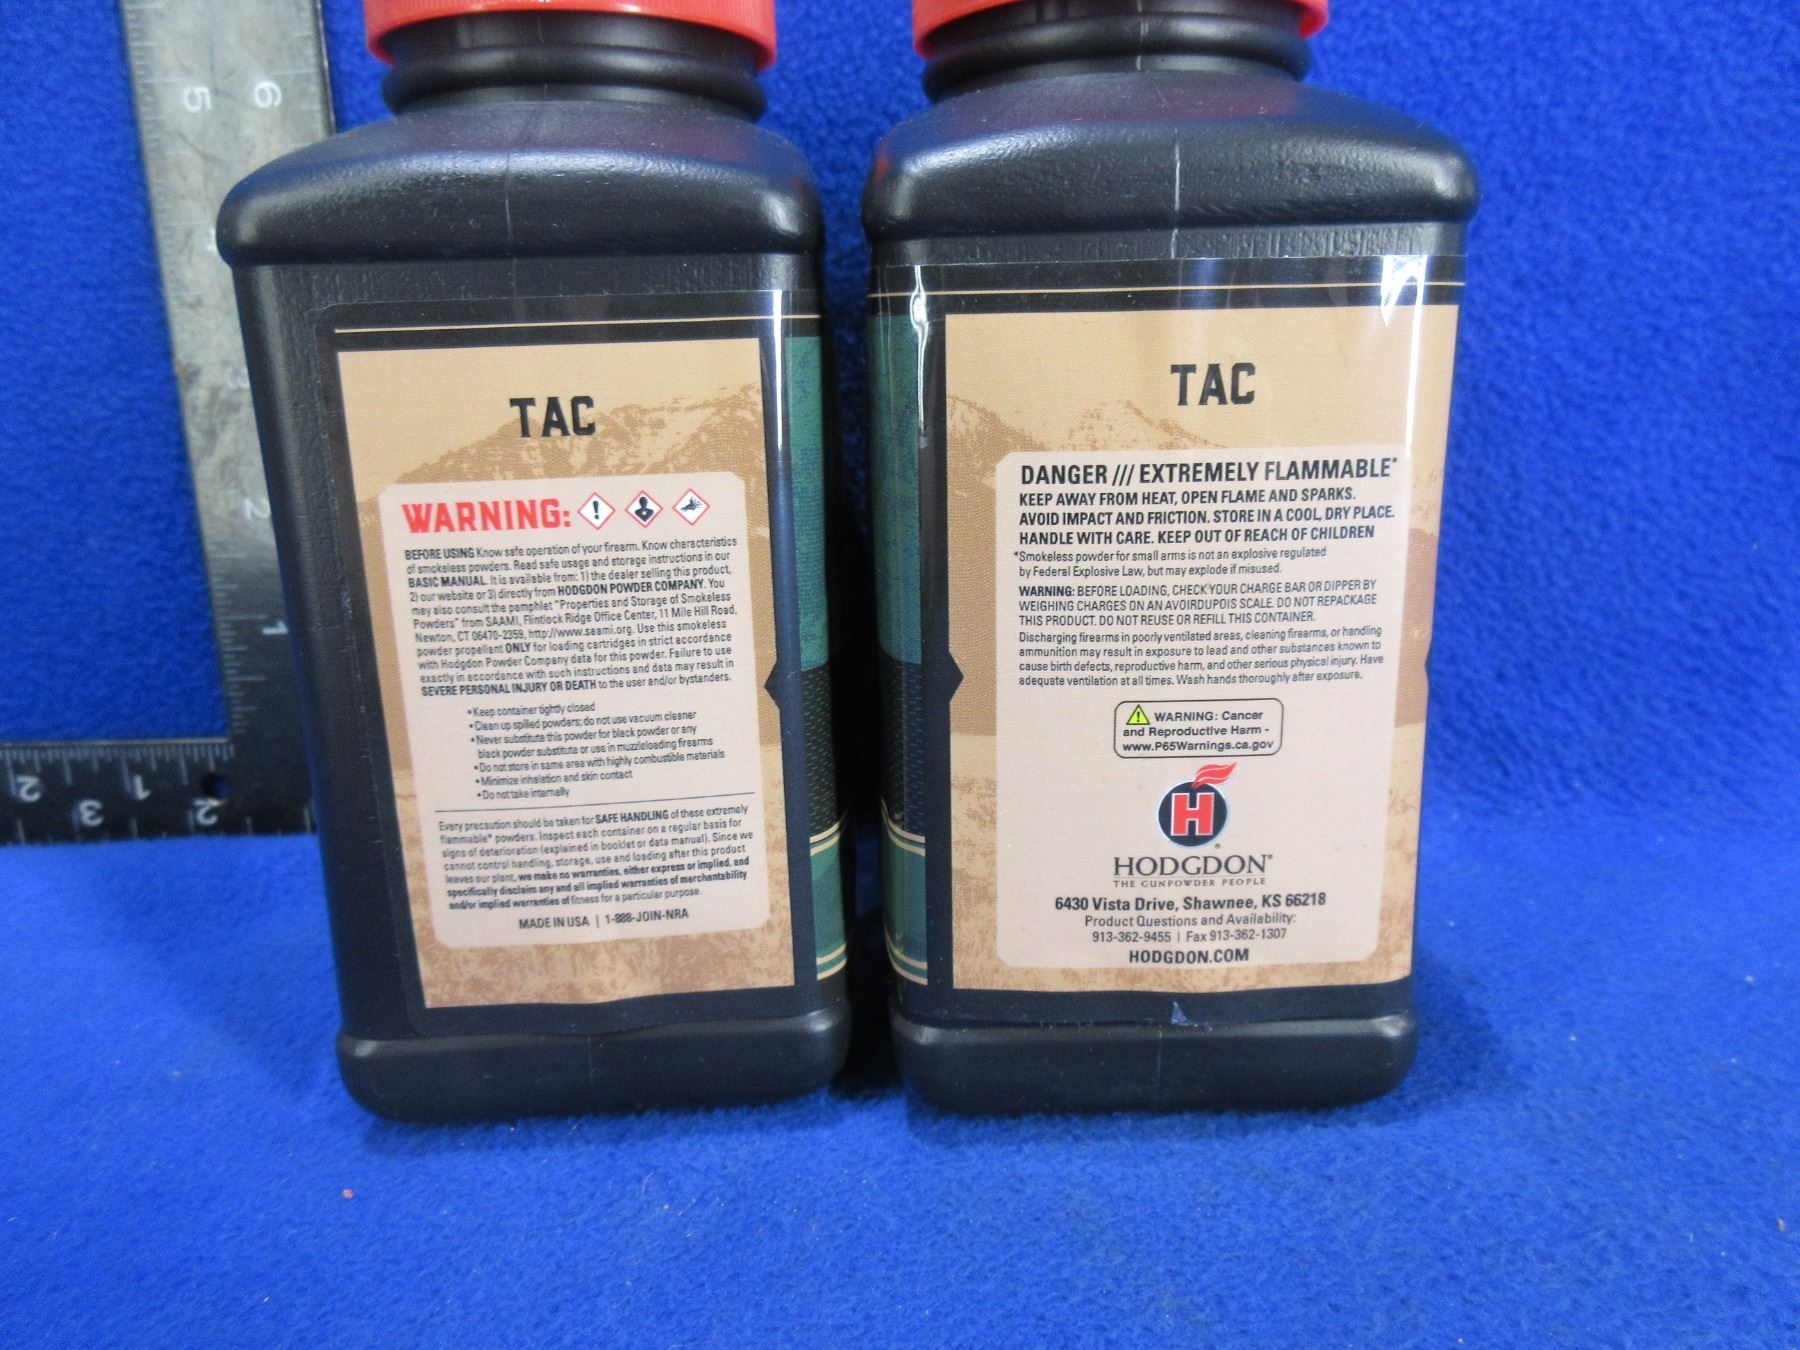 5 6
3
2
1
2 1
3 2
TAC
WARNING:
BEFORE USING Know safe operation of your firearm. Know characteristics
of smokeless powders. Read safe usage and storage instructions in our
BASIC MANUAL. It is available from: 1) the dealer selling this product,
2) our website or 3) directly from HODGDON POWDER COMPANY. You
may also consult the pamphlet "Properties and Storage of Smokeless
Powders" from SAAMI, Flintlock Ridge Office Center, 11 Mile Hill Road,
Newton, CT 06470-2359, http://www.saami.org. Use this smokeless
powder propellant ONLY for loading cartridges in strict accordance
with Hodgdon Powder Company data for this powder. Failure to use
exactly in accordance with such instructions and data may result in
SEVERE PERSONAL INJURY OR DEATH to the user and/or bystanders.
• Keep container tightly closed
• Clean up spilled powders; do not use vacuum cleaner
• Never substitute this powder for black powder or any
black powder substitute or use in muzzleloading firearms
• Do not store in same area with highly combustible materials
• Minimize inhalation and skin contact
• Do not take internally
Every precaution should be taken for SAFE HANDLING of these extremely
flammable* powders. Inspect each container on a regular basis for
signs of deterioration (explained in booklet or data manual). Since we
cannot control handling, storage, use and loading after this product
leaves our plant, we make no warranties, either express or implied, and
specifically disclaim any and all implied warranties of merchantability
and/or implied warranties of fitness for a particular purpose.
MADE IN USA | 1-888-JOIN-NRA
TAC
DANGER /// EXTREMELY FLAMMABLE*
KEEP AWAY FROM HEAT, OPEN FLAME AND SPARKS.
AVOID IMPACT AND FRICTION. STORE IN A COOL, DRY PLACE.
HANDLE WITH CARE. KEEP OUT OF REACH OF CHILDREN
*Smokeless powder for small arms is not an explosive regulated
by Federal Explosive Law, but may explode if misused.
WARNING: BEFORE LOADING, CHECK YOUR CHARGE BAR OR DIPPER BY
WEIGHING CHARGES ON AN AVOIRDUPOIS SCALE. DO NOT REPACKAGE
THIS PRODUCT. DO NOT REUSE OR REFILL THIS CONTAINER.
Discharging firearms in poorly ventilated areas, cleaning firearms, or handling
ammunition may result in exposure to lead and other substances known to
cause birth defects, reproductive harm, and other serious physical injury. Have
adequate ventilation at all times. Wash hands thoroughly after exposure.
WARNING: Cancer
and Reproductive Harm -
www.P65Warnings.ca.gov
H
HODGDON®
THE GUNPOWDER PEOPLE
6430 Vista Drive, Shawnee, KS 66218
Product Questions and Availability:
913-362-9455 | Fax 913-362-1307
HODGDON.COM